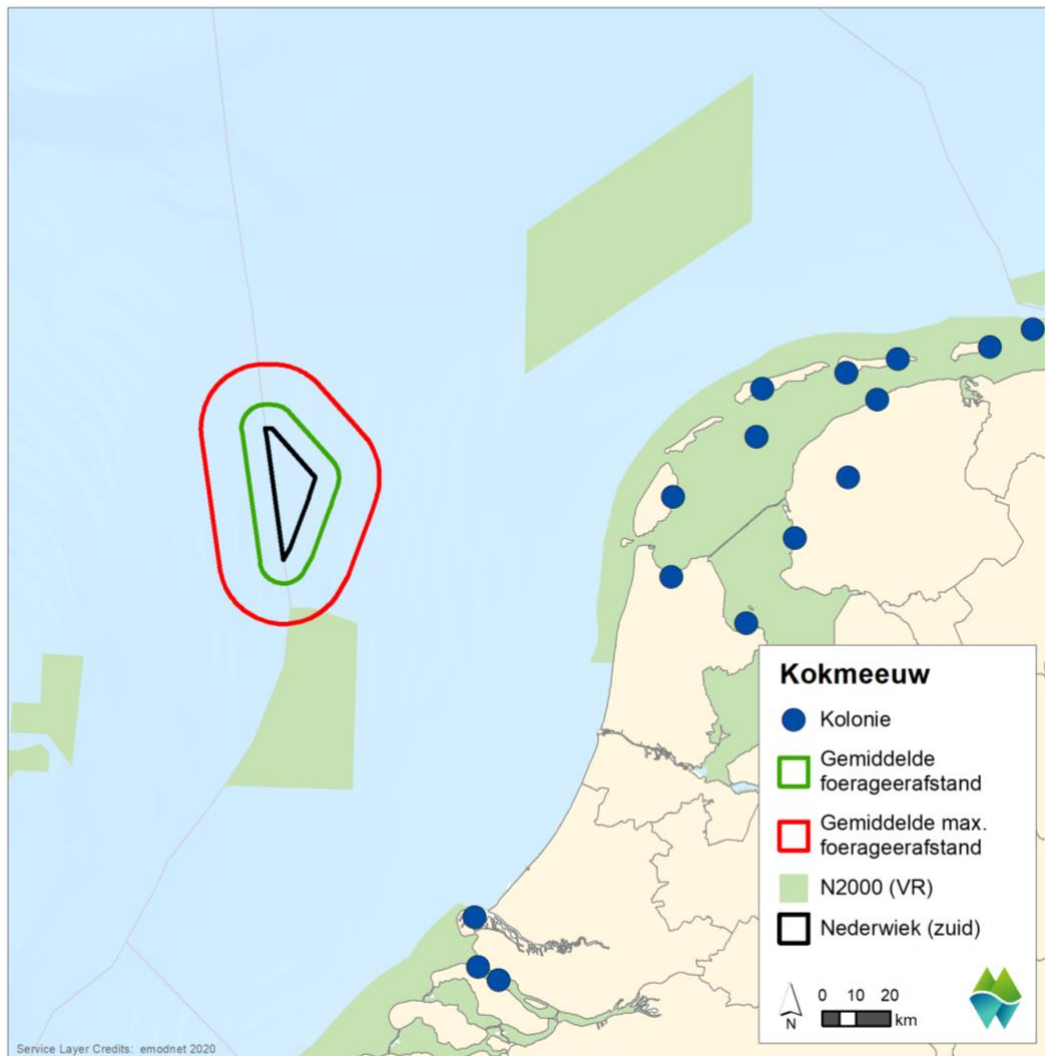 Kokmeeuw
Kolonie
Gemiddelde
foerageerafstand
Gemiddelde max.
foerageerafstand
N2000 (VR)
Nederwiek (zuid)
N
0 10 20
km
Service Layer Credits: emodnet 2020